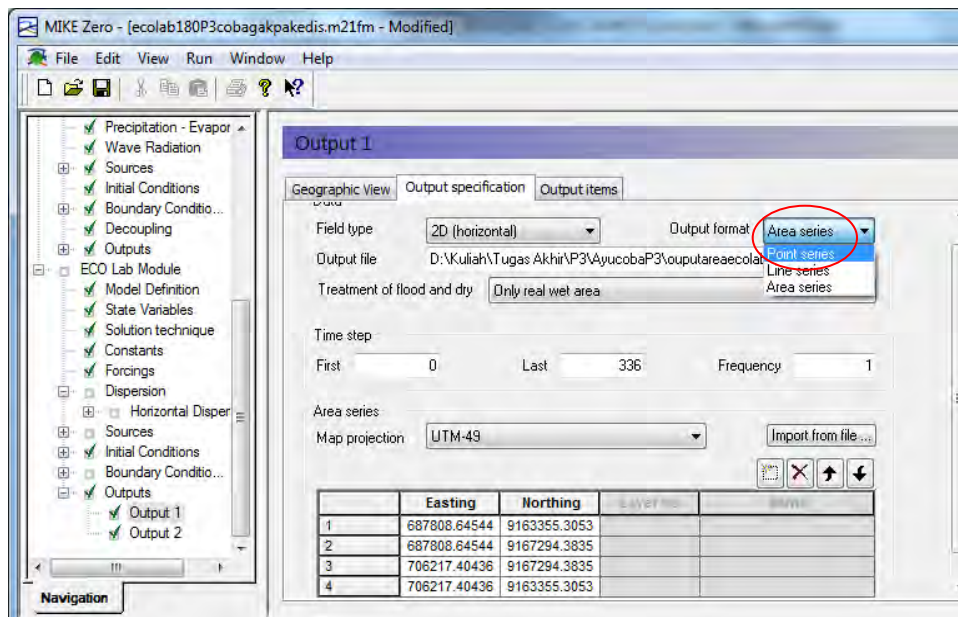 MIKE Zero - [ecolab180P3cobagakpakedis.m21fm - Modified]
File Edit View Run Window Help
Precipitation - Evapor
Wave Radiation
Sources
Initial Conditions
Boundary Conditio...
Decoupling
Outputs
ECO Lab Module
Model Definition
State Variables
Solution technique
Constants
Forcings
Dispersion
Horizontal Disper
Sources
Initial Conditions
Boundary Conditio...
Outputs
Output 1
Output 2
Navigation
Output 1
Geographic View Output specification Output items
Data
Field type 2D (horizontal) Output format Area series
Point series
Line series
Area series
Output file D:\Kuliah\Tugas Akhir\P3\AyucobaP3\ouputareaecolab
Treatment of flood and dry Only real wet area
Time step
First 0 Last 336 Frequency 1
Area series
Map projection UTM-49 Import from file ...
Easting Northing
1 687808.64544 9163355.3053
2 687808.64544 9167294.3835
3 706217.40436 9167294.3835
4 706217.40436 9163355.3053